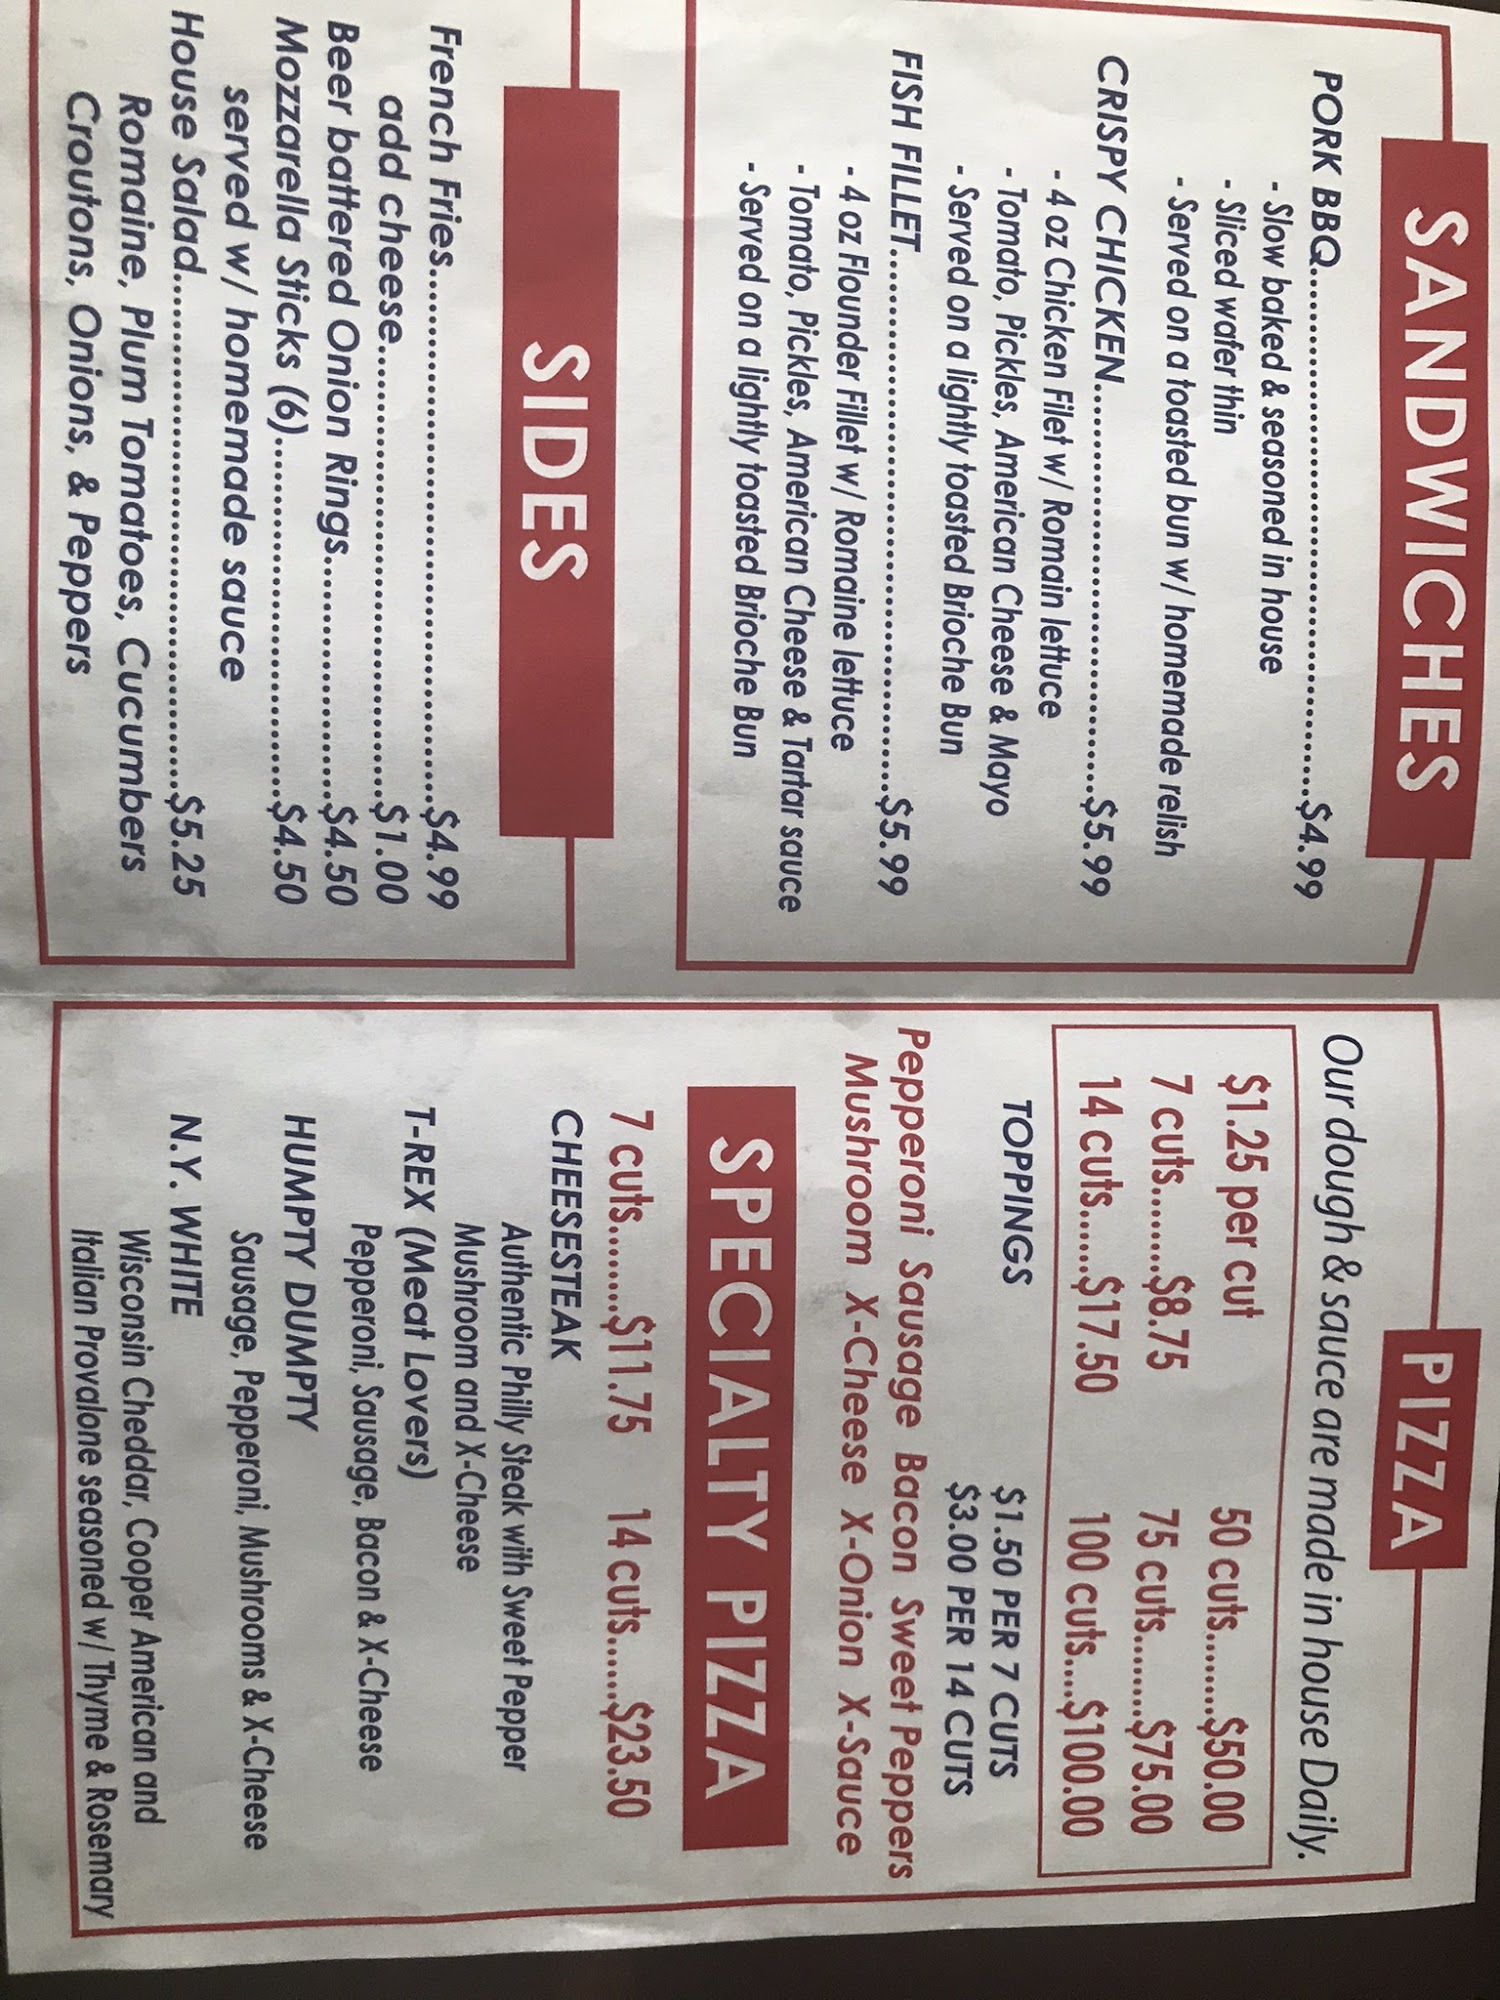 SANDWICHES
PORK BBQ........................................$4.99
- Slow baked & seasoned in house
- Sliced wafer thin
- Served on a toasted bun w/ homemade relish
CRISPY CHICKEN................................$5.99
- 4 oz Chicken Filet w/ Romain lettuce
- Tomato, Pickles, American Cheese & Mayo
- Served on a lightly toasted Brioche Bun
FISH FILLET..........................................$5.99
- 4 oz Flounder Fillet w/ Romaine lettuce
- Tomato, Pickles, American Cheese & Tartar sauce
- Served on a lightly toasted Brioche Bun
SIDES
French Fries..........................................$4.99
add cheese....................................$1.00
Beer battered Onion Rings..................$4.50
Mozzarella Sticks (6)...........................$4.50
served w/ homemade sauce
House Salad.......................................$5.25
Romaine, Plum Tomatoes, Cucumbers
Croutons, Onions, & Peppers
PIZZA
Our dough & sauce are made in house Daily.
$1.25 per cut 50 cuts........$50.00
7 cuts........$8.75 75 cuts........$75.00
14 cuts......$17.50 100 cuts....$100.00
TOPPINGS $1.50 PER 7 CUTS
$3.00 PER 14 CUTS
Pepperoni Sausage Bacon Sweet Peppers
Mushroom X-Cheese X-Onion X-Sauce
SPECIALTY PIZZA
7 cuts........$11.75 14 cuts......$23.50
CHEESESTEAK
Authentic Philly Steak with Sweet Pepper
Mushroom and X-Cheese
T-REX (Meat Lovers)
Pepperoni, Sausage, Bacon & X-Cheese
HUMPTY DUMPTY
Sausage, Pepperoni, Mushrooms & X-Cheese
N.Y. WHITE
Wisconsin Cheddar, Cooper American and
Italian Provalone seasoned w/ Thyme & Rosemary